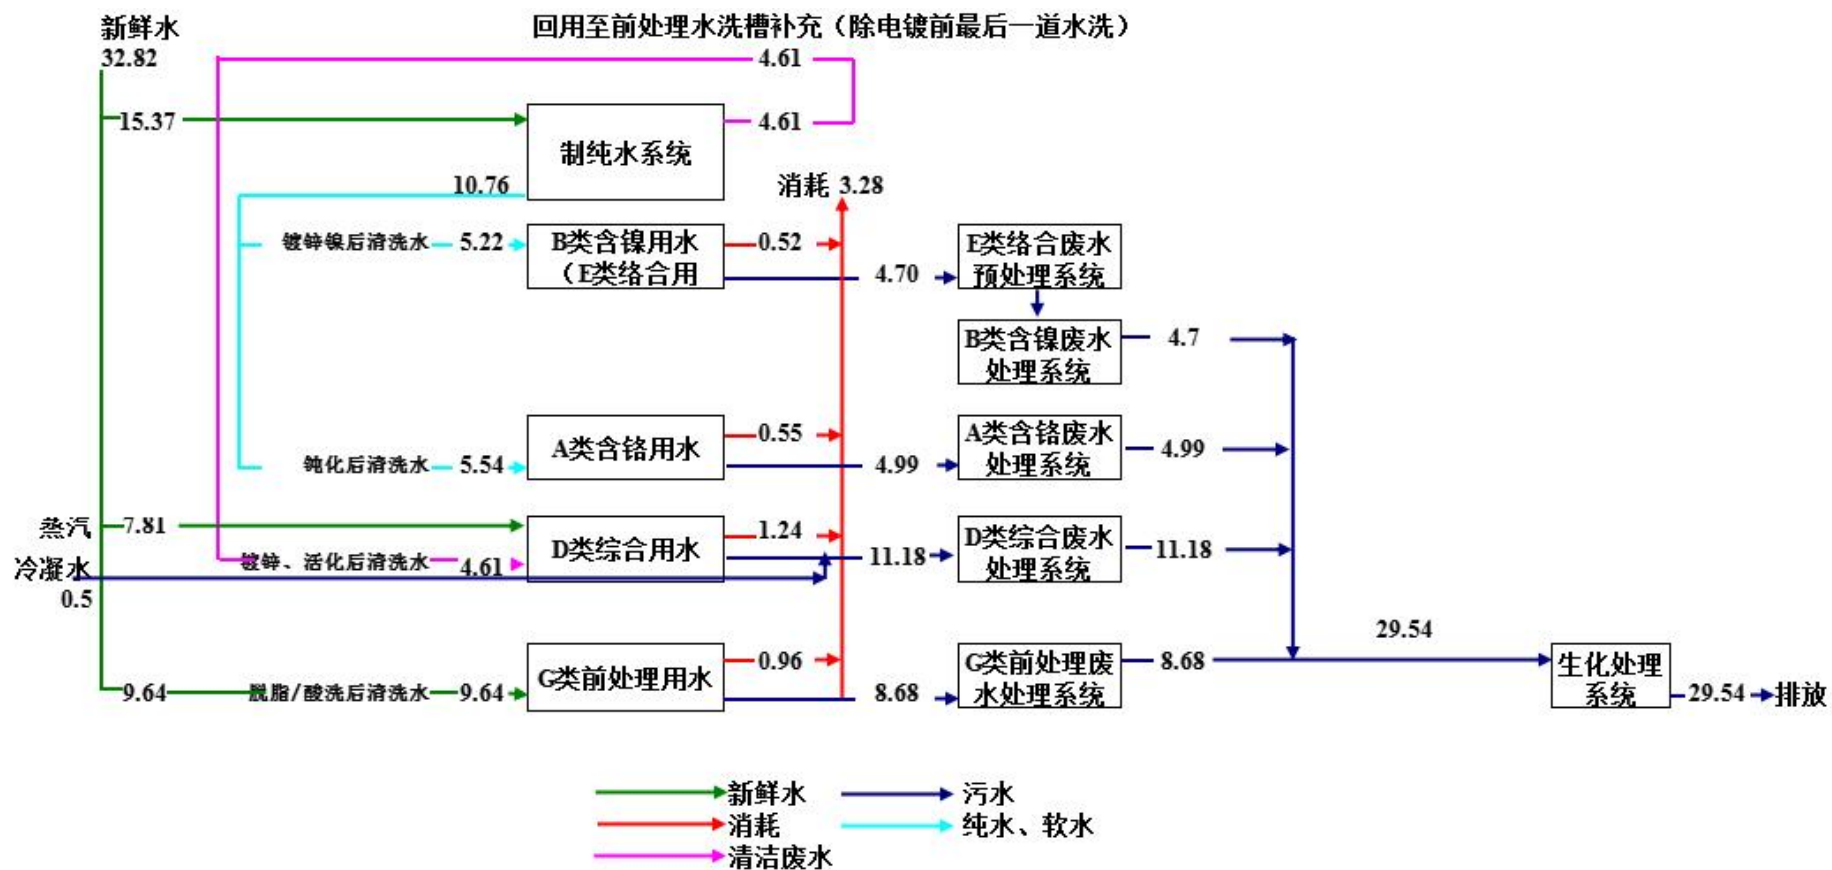 新鲜水
32.82
回用至前处理水洗槽补充（除电镀前最后一道水洗）
4.61
15.37
4.61
制纯水系统
10.76
消耗 3.28
镀锌镍后清洗水
5.22
B类含镍用水
（E类络合用
0.52
4.70
E类络合废水
预处理系统
B类含镍废水
处理系统
4.7
钝化后清洗水
5.54
A类含铬用水
0.55
4.99
A类含铬废水
处理系统
4.99
蒸汽
冷凝水
0.5
7.81
镀锌、活化后清洗水
4.61
D类综合用水
1.24
11.18
D类综合废水
处理系统
11.18
9.64
脱脂/酸洗后清洗水
9.64
G类前处理用水
0.96
8.68
G类前处理废
水处理系统
8.68
29.54
生化处理
系统
29.54
排放
新鲜水
污水
消耗
纯水、软水
清洁废水